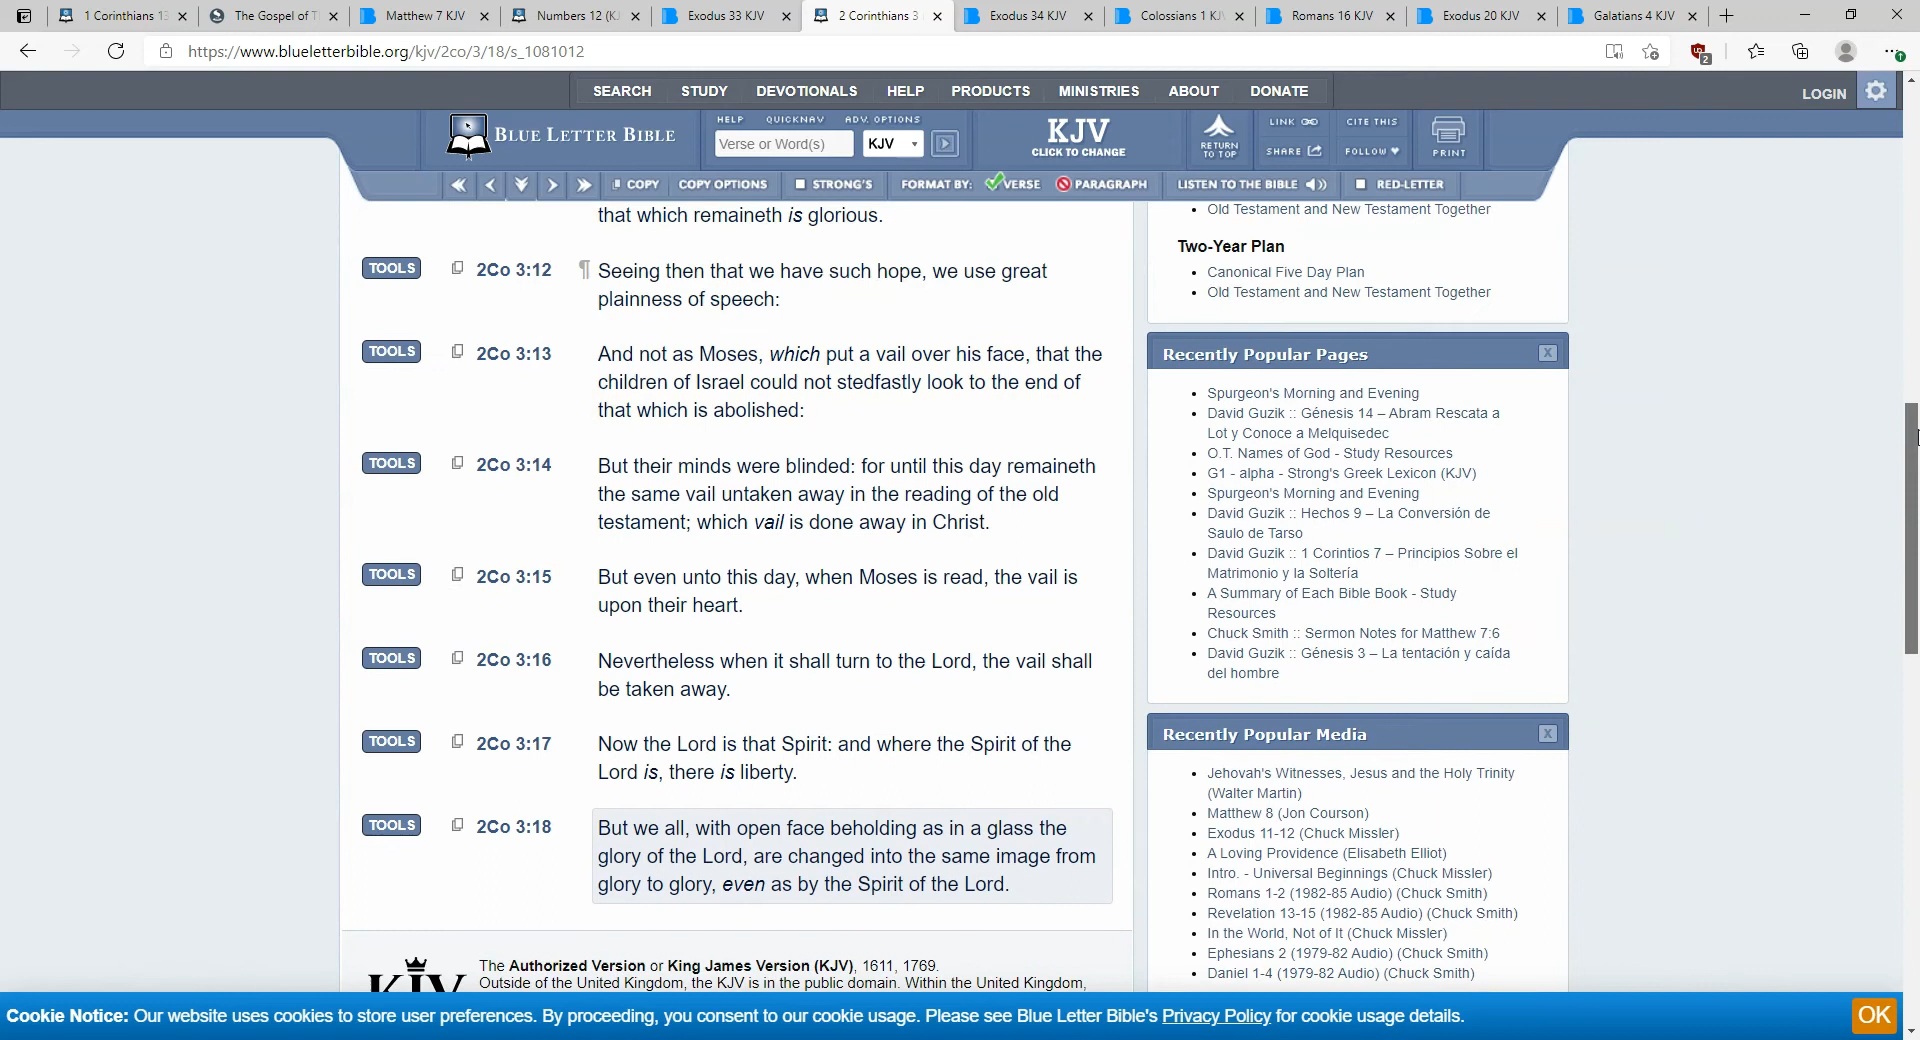 1 Corinthians 13
The Gospel of T
Matthew 7 KJV
Numbers 12 (K
Exodus 33 KJV
2 Corinthians 3
Exodus 34 KJV
Colossians 1 K
Romans 16 KJV
Exodus 20 KJV
Galatians 4 KJV
https://www.blueletterbible.org/kjv/2co/3/18/s_1081012
2
SEARCH STUDY DEVOTIONALS HELP PRODUCTS MINISTRIES ABOUT DONATE
LOGIN
BLUE LETTER BIBLE
HELP QUICKNAV ADV. OPTIONS
Verse or Word(s) KJV
KJV
CLICK TO CHANGE
RETURN
TO TOP
LINK CITE THIS
SHARE FOLLOW
PRINT
COPY COPY OPTIONS STRONG'S FORMAT BY: VERSE PARAGRAPH LISTEN TO THE BIBLE RED-LETTER
that which remaineth is glorious.
TOOLS 2Co 3:12 ¶ Seeing then that we have such hope, we use great
plainness of speech:
TOOLS 2Co 3:13 And not as Moses, which put a vail over his face, that the
children of Israel could not stedfastly look to the end of
that which is abolished:
TOOLS 2Co 3:14 But their minds were blinded: for until this day remaineth
the same vail untaken away in the reading of the old
testament; which vail is done away in Christ.
TOOLS 2Co 3:15 But even unto this day, when Moses is read, the vail is
upon their heart.
TOOLS 2Co 3:16 Nevertheless when it shall turn to the Lord, the vail shall
be taken away.
TOOLS 2Co 3:17 Now the Lord is that Spirit: and where the Spirit of the
Lord is, there is liberty.
TOOLS 2Co 3:18 But we all, with open face beholding as in a glass the
glory of the Lord, are changed into the same image from
glory to glory, even as by the Spirit of the Lord.
KJV
The Authorized Version or King James Version (KJV), 1611, 1769.
Outside of the United Kingdom, the KJV is in the public domain. Within the United Kingdom,
Old Testament and New Testament Together
Two-Year Plan
Canonical Five Day Plan
Old Testament and New Testament Together
Recently Popular Pages X
Spurgeon's Morning and Evening
David Guzik :: Génesis 14 – Abram Rescata a
Lot y Conoce a Melquisedec
O.T. Names of God - Study Resources
G1 - alpha - Strong's Greek Lexicon (KJV)
Spurgeon's Morning and Evening
David Guzik :: Hechos 9 – La Conversión de
Saulo de Tarso
David Guzik :: 1 Corintios 7 – Principios Sobre el
Matrimonio y la Soltería
A Summary of Each Bible Book - Study
Resources
Chuck Smith :: Sermon Notes for Matthew 7:6
David Guzik :: Génesis 3 – La tentación y caída
del hombre
Recently Popular Media X
Jehovah's Witnesses, Jesus and the Holy Trinity
(Walter Martin)
Matthew 8 (Jon Courson)
Exodus 11-12 (Chuck Missler)
A Loving Providence (Elisabeth Elliot)
Intro. - Universal Beginnings (Chuck Missler)
Romans 1-2 (1982-85 Audio) (Chuck Smith)
Revelation 13-15 (1982-85 Audio) (Chuck Smith)
In the World, Not of It (Chuck Missler)
Ephesians 2 (1979-82 Audio) (Chuck Smith)
Daniel 1-4 (1979-82 Audio) (Chuck Smith)
Cookie Notice: Our website uses cookies to store user preferences. By proceeding, you consent to our cookie usage. Please see Blue Letter Bible's Privacy Policy for cookie usage details.
OK